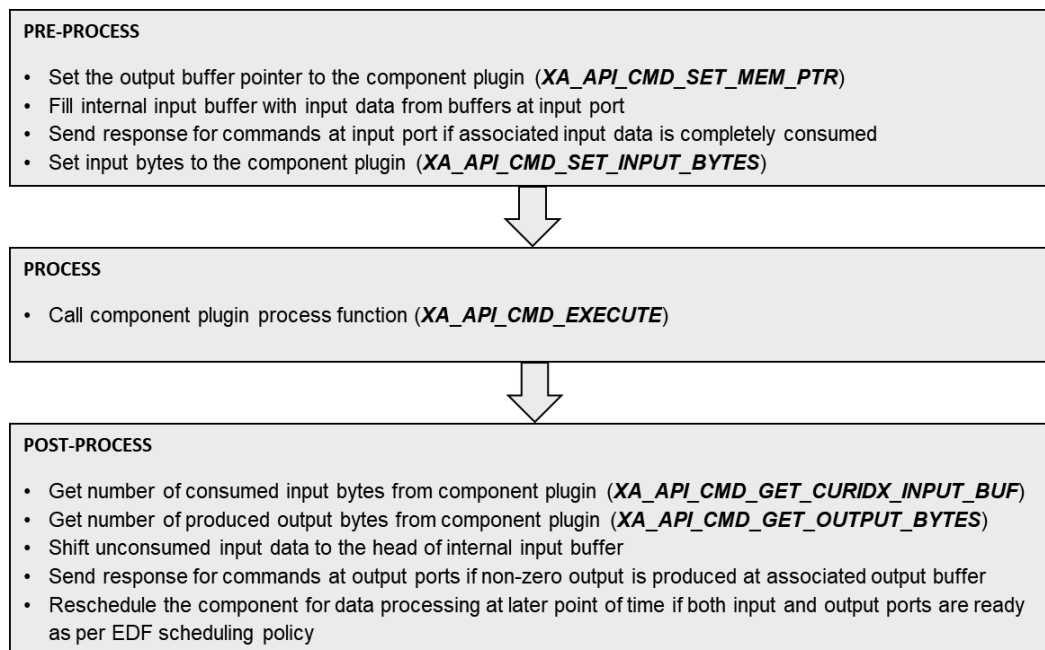 PRE-PROCESS
• Set the output buffer pointer to the component plugin (XA_API_CMD_SET_MEM_PTR)
• Fill internal input buffer with input data from buffers at input port
• Send response for commands at input port if associated input data is completely consumed
• Set input bytes to the component plugin (XA_API_CMD_SET_INPUT_BYTES)
PROCESS
• Call component plugin process function (XA_API_CMD_EXECUTE)
POST-PROCESS
• Get number of consumed input bytes from component plugin (XA_API_CMD_GET_CURIDX_INPUT_BUF)
• Get number of produced output bytes from component plugin (XA_API_CMD_GET_OUTPUT_BYTES)
• Shift unconsumed input data to the head of internal input buffer
• Send response for commands at output ports if non-zero output is produced at associated output buffer
• Reschedule the component for data processing at later point of time if both input and output ports are ready
as per EDF scheduling policy